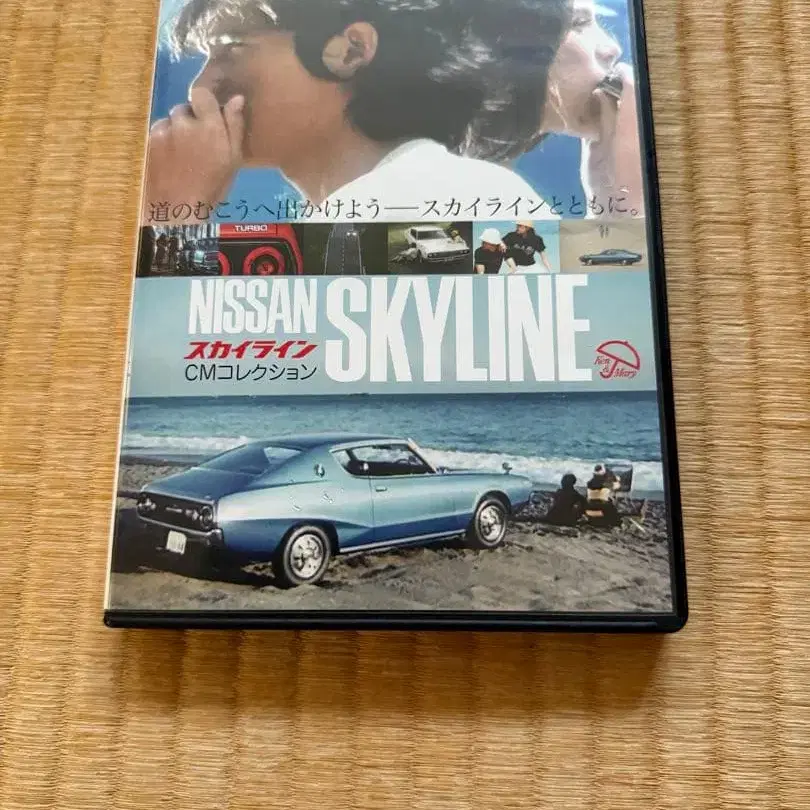 道のむこうへ出かけよう――スカイラインとともに。
TURBO
NISSAN SKYLINE
スカイライン
CMコレクション
Ken & Mary